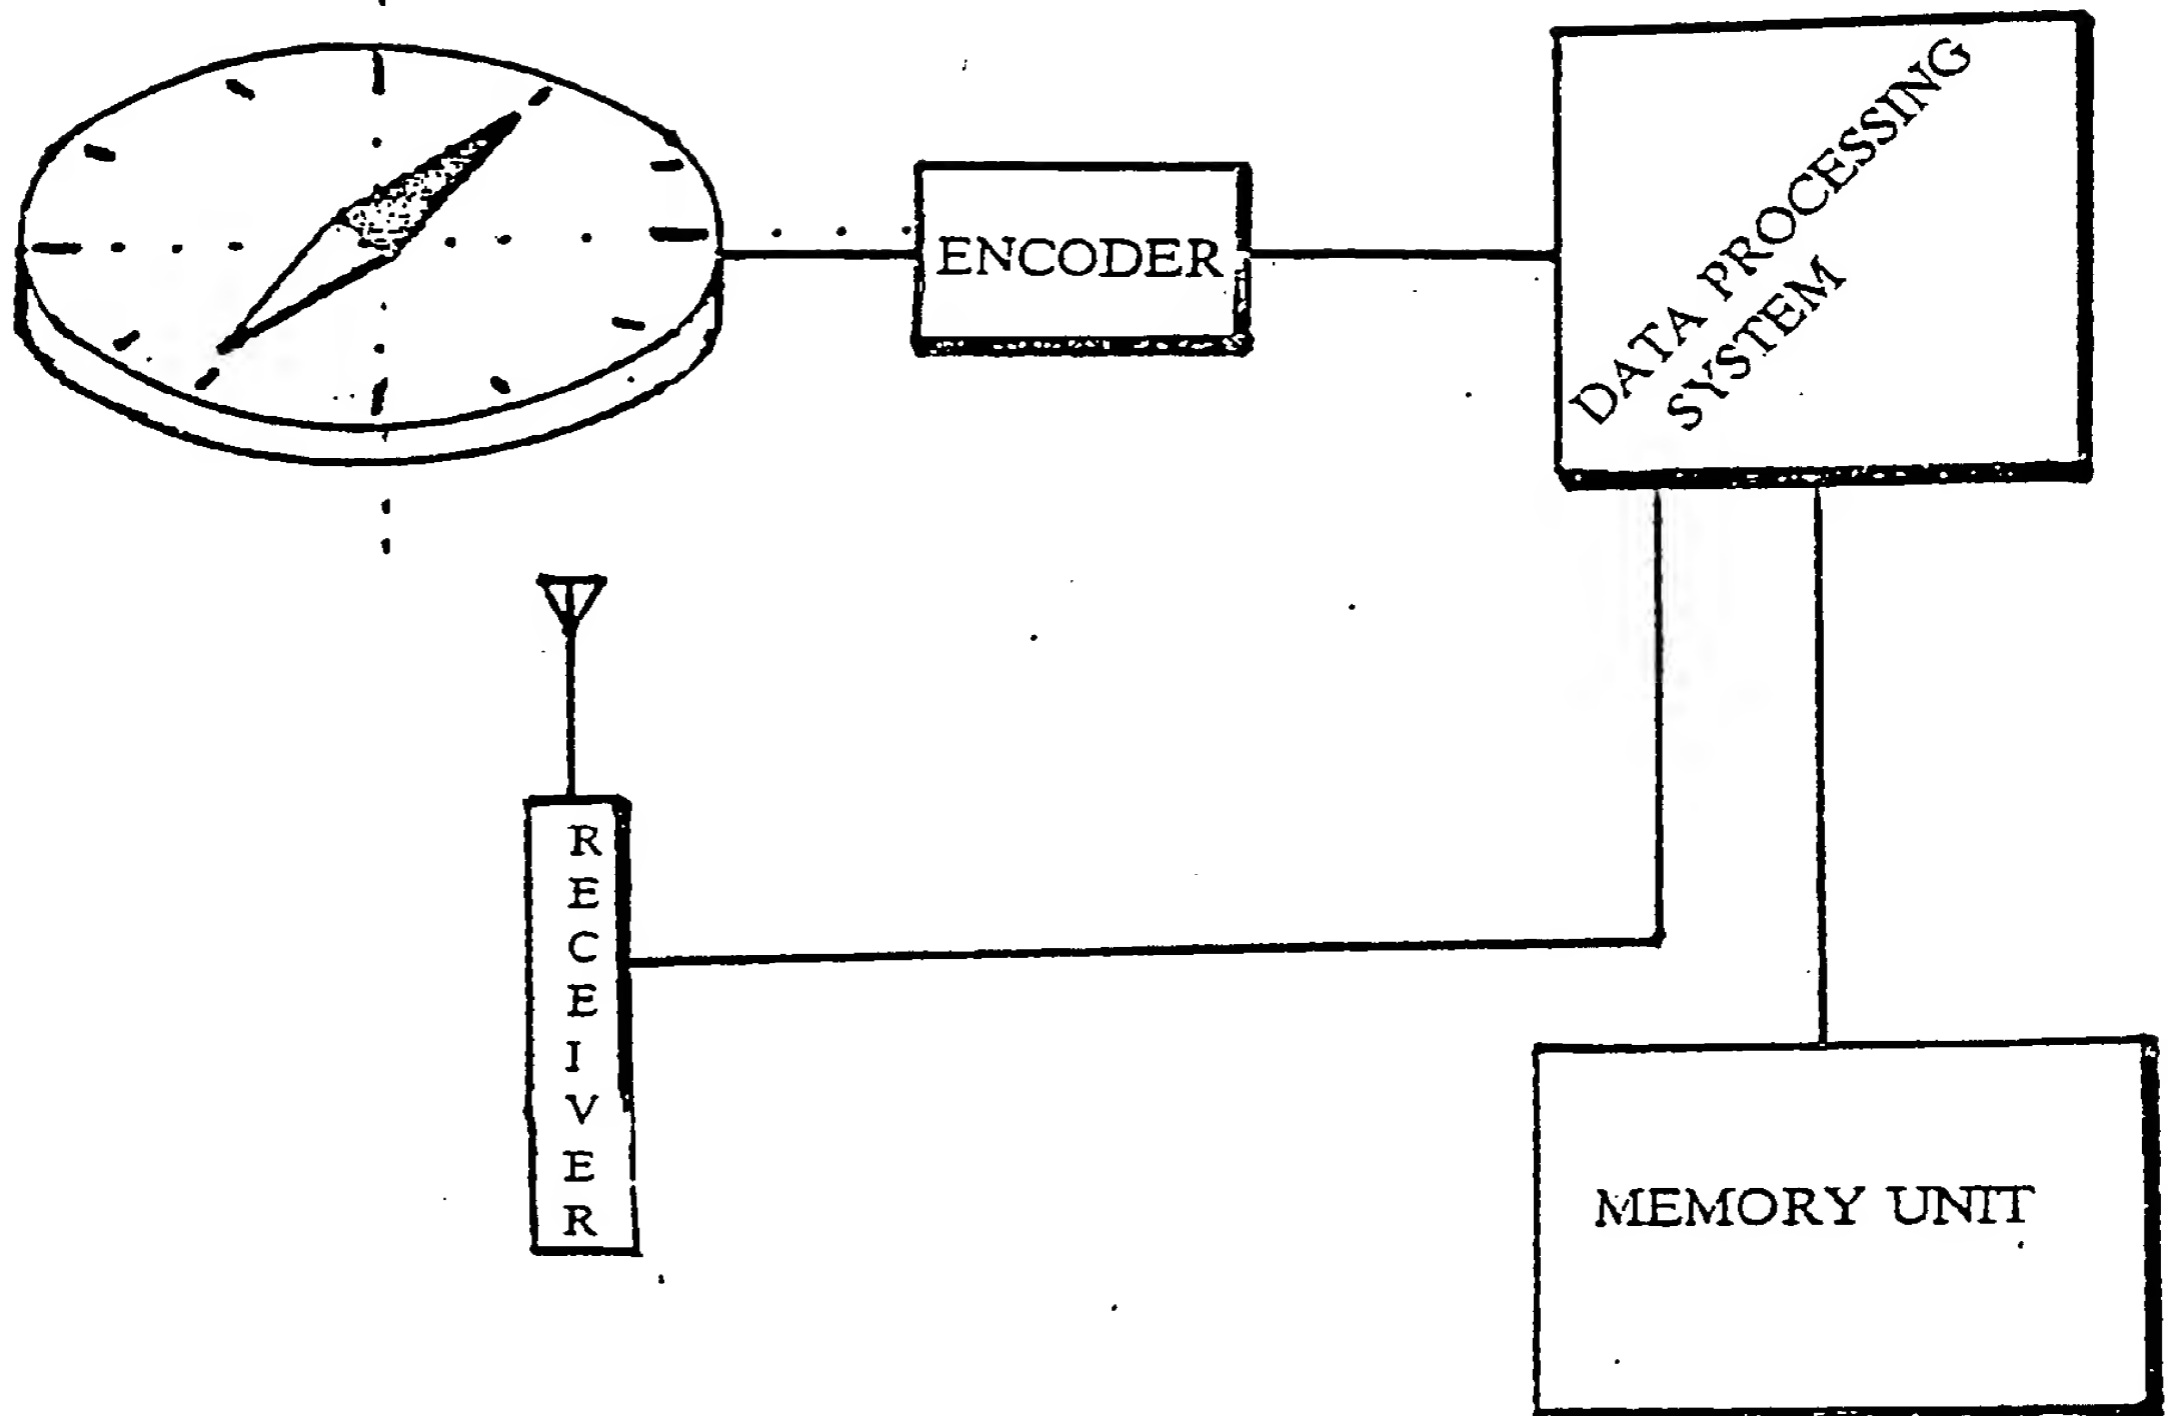 ENCODER
DATA PROCESSING
SYSTEM
RECEIVER
MEMORY UNIT